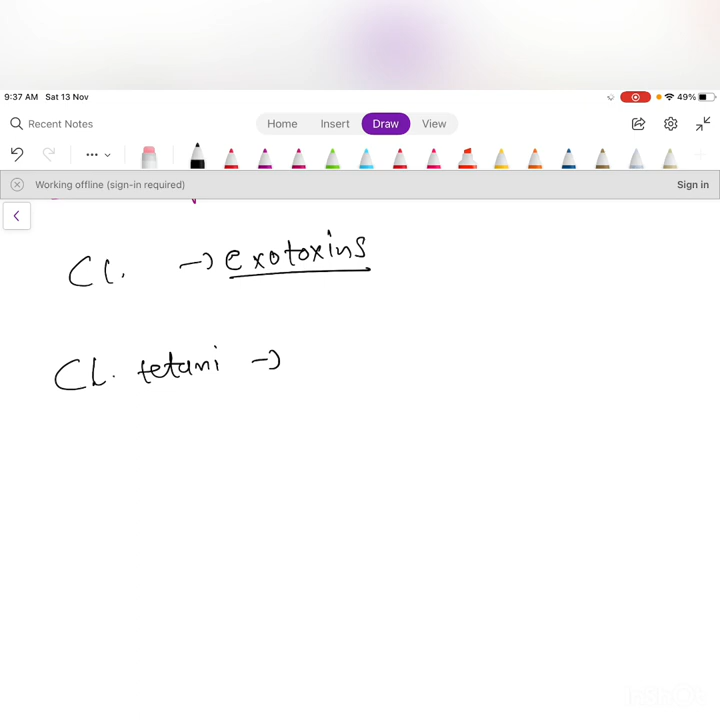 9:37 AM Sat 13 Nov 49%
Recent Notes Home Insert Draw View
Working offline (sign-in required) Sign in
Cl. → exotoxins
CL. tetani →